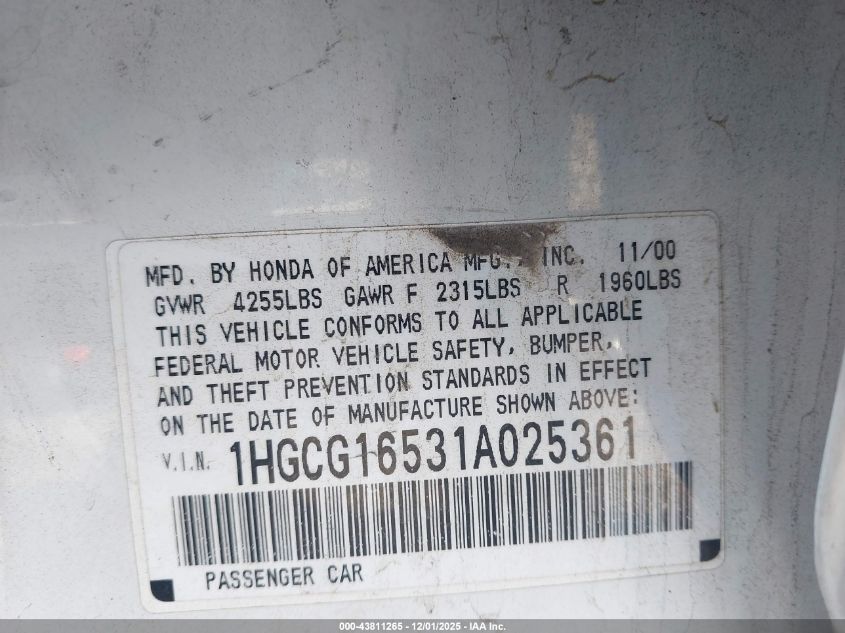 MFD. BY HONDA OF AMERICA MFG., INC. 11/00
GVWR 4255LBS GAWR F 2315LBS R 1960LBS
THIS VEHICLE CONFORMS TO ALL APPLICABLE
FEDERAL MOTOR VEHICLE SAFETY, BUMPER,
AND THEFT PREVENTION STANDARDS IN EFFECT
ON THE DATE OF MANUFACTURE SHOWN ABOVE:
V.I.N. 1HGCG16531A025361
PASSENGER CAR
000-43811265 - 12/01/2025 - IAA Inc.